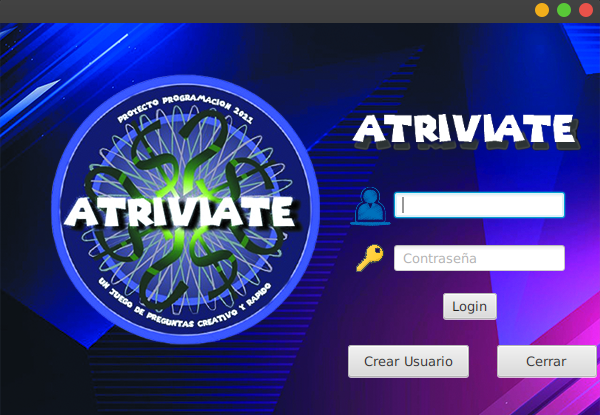 PROYECTO PROGRAMACION 2021
ATRIVIATE
UN JUEGO DE PREGUNTAS CREATIVO Y RAPIDO
ATRIVIATE
Contraseña
Login
Crear Usuario
Cerrar